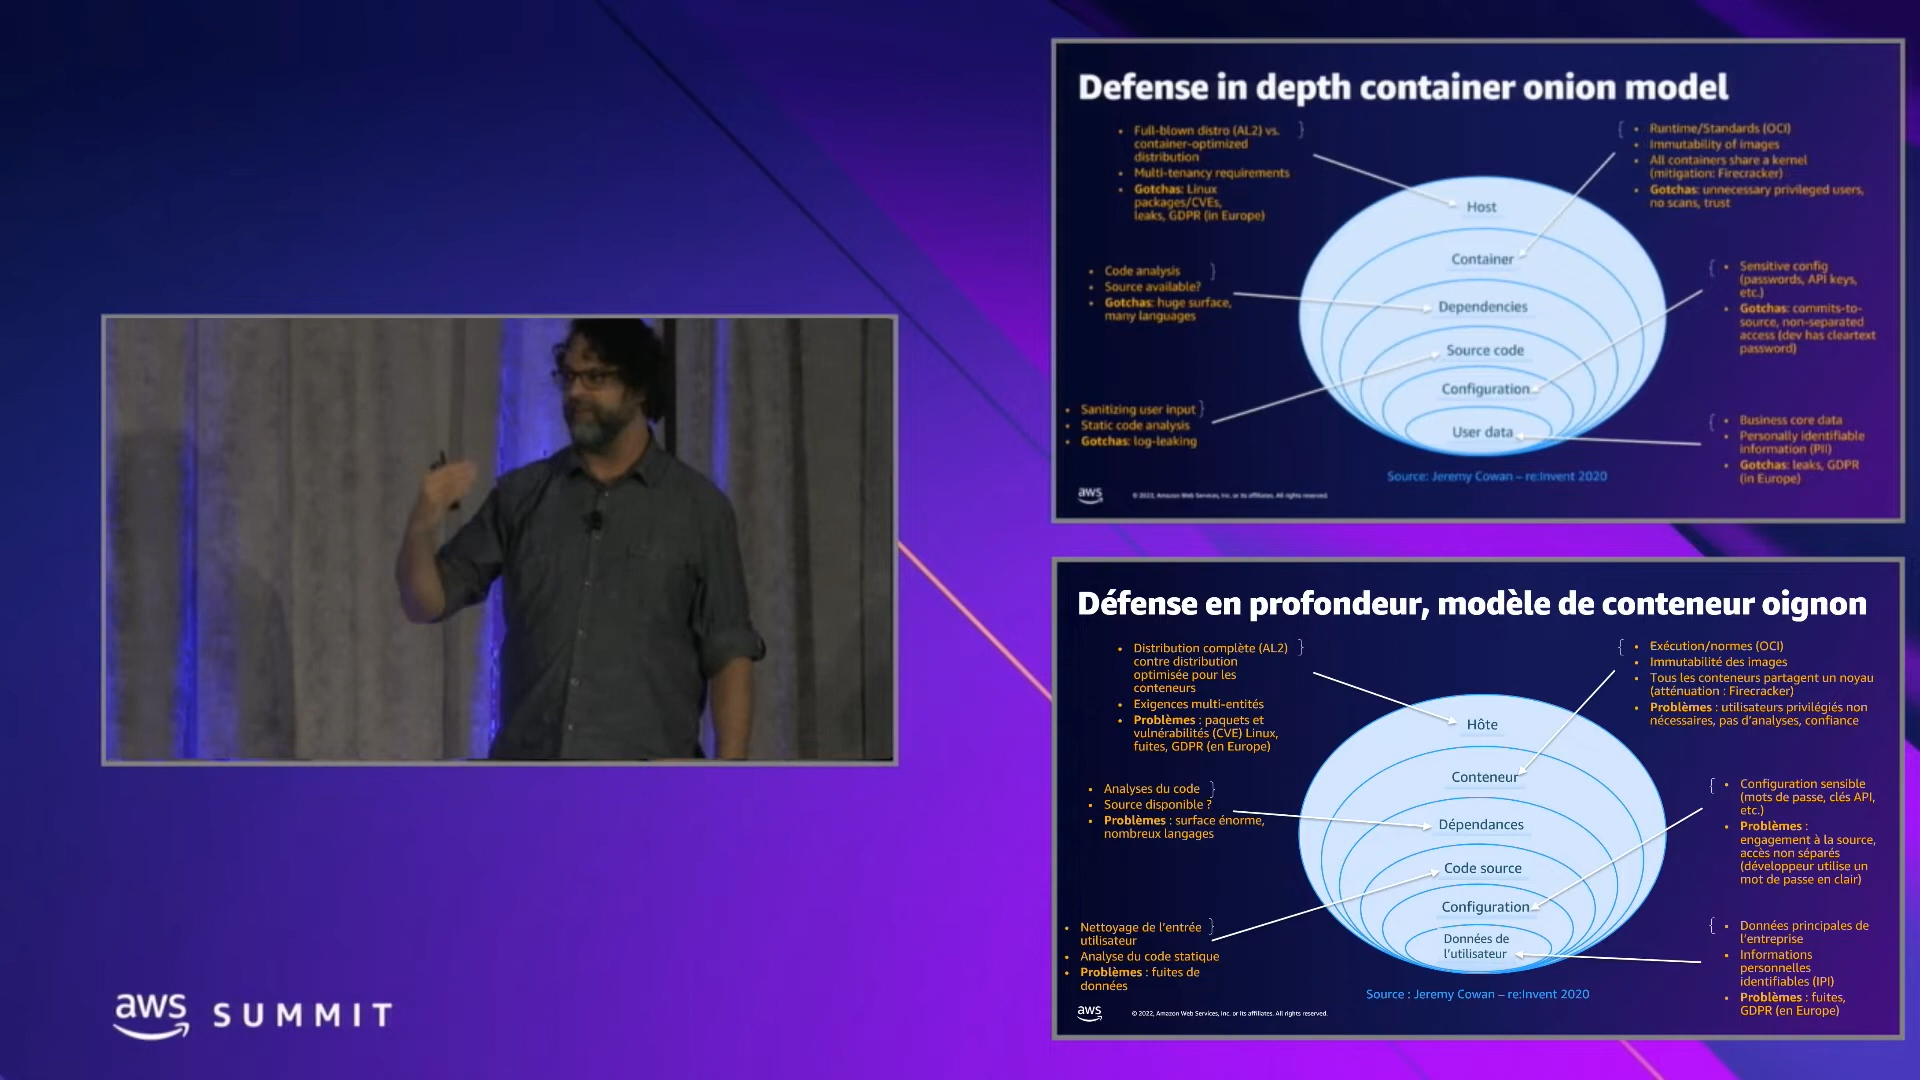 Defense in depth container onion model
• Full-blown distro (AL2) vs.
container-optimized
distribution
• Multi-tenancy requirements
• Gotchas: Linux
packages/CVEs,
leaks, GDPR (in Europe)
• Runtime/Standards (OCI)
• Immutability of images
• All containers share a kernel
(mitigation: Firecracker)
• Gotchas: unnecessary privileged users,
no scans, trust
Host
Container
Dependencies
Source code
Configuration
User data
• Code analysis
• Source available?
• Gotchas: huge surface,
many languages
• Sensitive config
(passwords, API keys,
etc.)
• Gotchas: commits-to-
source, non-separated
access (dev has cleartext
password)
• Sanitizing user input
• Static code analysis
• Gotchas: log-leaking
• Business core data
• Personally identifiable
information (PII)
• Gotchas: leaks, GDPR
(in Europe)
Source: Jeremy Cowan – re:Invent 2020
aws
© 2022, Amazon Web Services, Inc. or its affiliates. All rights reserved.
Défense en profondeur, modèle de conteneur oignon
• Distribution complète (AL2)
contre distribution
optimisée pour les
conteneurs
• Exigences multi-entités
• Problèmes : paquets et
vulnérabilités (CVE) Linux,
fuites, GDPR (en Europe)
• Exécution/normes (OCI)
• Immutabilité des images
• Tous les conteneurs partagent un noyau
(atténuation : Firecracker)
• Problèmes : utilisateurs privilégiés non
nécessaires, pas d'analyses, confiance
Hôte
Conteneur
Dépendances
Code source
Configuration
Données de
l'utilisateur
• Analyses du code
• Source disponible ?
• Problèmes : surface énorme,
nombreux langages
• Configuration sensible
(mots de passe, clés API,
etc.)
• Problèmes :
engagement à la source,
accès non séparés
(développeur utilise un
mot de passe en clair)
• Nettoyage de l'entrée
utilisateur
• Analyse du code statique
• Problèmes : fuites de
données
• Données principales de
l'entreprise
• Informations
personnelles
identifiables (IPI)
• Problèmes : fuites,
GDPR (en Europe)
Source : Jeremy Cowan – re:Invent 2020
aws
© 2022, Amazon Web Services, Inc. or its affiliates. All rights reserved.
aws SUMMIT